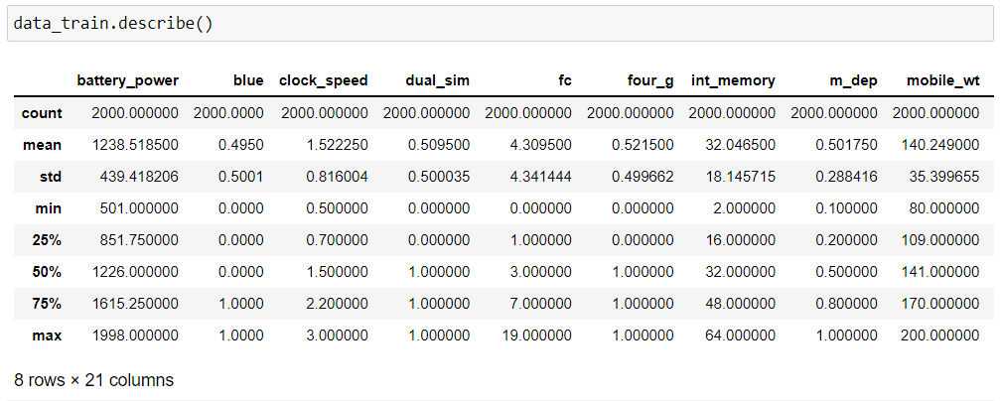 data_train.describe()
battery_power blue clock_speed dual_sim fc four_g int_memory m_dep mobile_wt
count 2000.000000 2000.0000 2000.000000 2000.000000 2000.000000 2000.000000 2000.000000 2000.000000 2000.000000
mean 1238.518500 0.4950 1.522250 0.509500 4.309500 0.521500 32.046500 0.501750 140.249000
std 439.418206 0.5001 0.816004 0.500035 4.341444 0.499662 18.145715 0.288416 35.399655
min 501.000000 0.0000 0.500000 0.000000 0.000000 0.000000 2.000000 0.100000 80.000000
25% 851.750000 0.0000 0.700000 0.000000 1.000000 0.000000 16.000000 0.200000 109.000000
50% 1226.000000 0.0000 1.500000 1.000000 3.000000 1.000000 32.000000 0.500000 141.000000
75% 1615.250000 1.0000 2.200000 1.000000 7.000000 1.000000 48.000000 0.800000 170.000000
max 1998.000000 1.0000 3.000000 1.000000 19.000000 1.000000 64.000000 1.000000 200.000000
8 rows × 21 columns